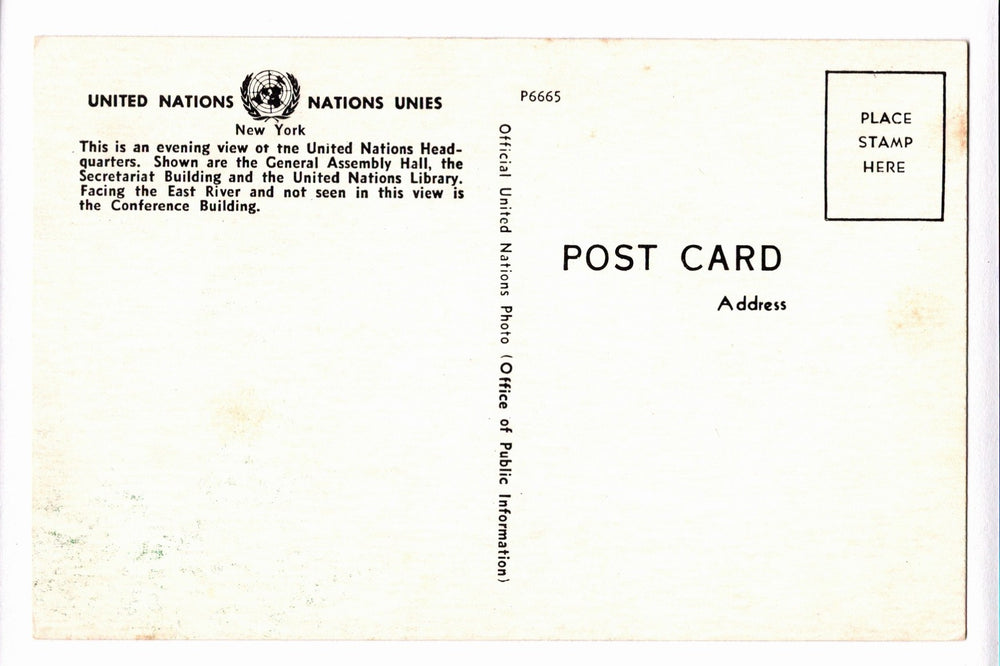 UNITED NATIONS NATIONS UNIES
New York
This is an evening view of tne United Nations Head-
quarters. Shown are the General Assembly Hall, the
Secretariat Building and the United Nations Library.
Facing the East River and not seen in this view is
the Conference Building.
P6665
Official United Nations Photo (Office of Public Information)
PLACE
STAMP
HERE
POST CARD
Address